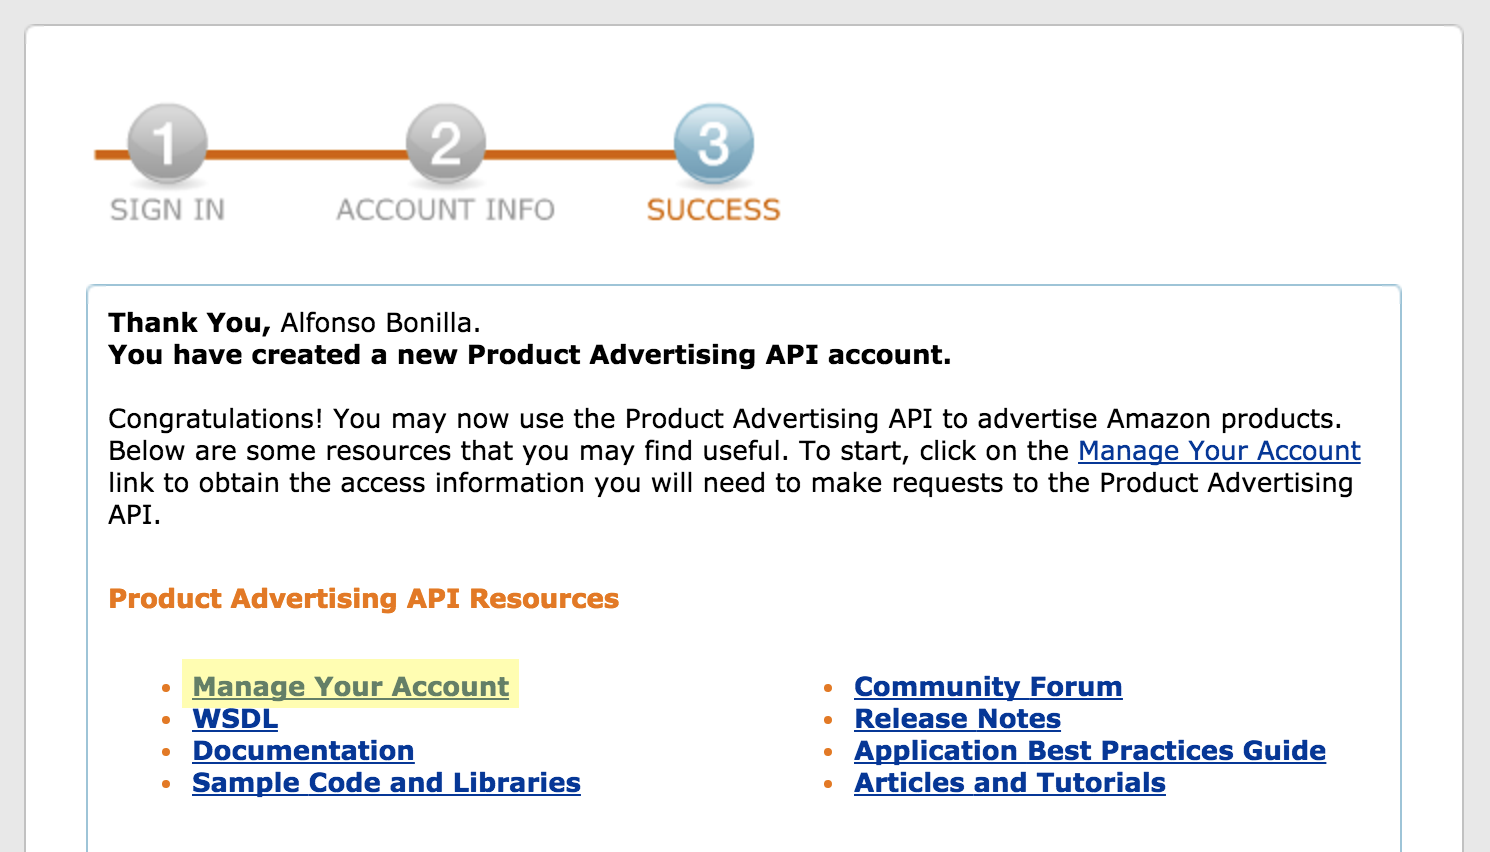 1 2 3
SIGN IN ACCOUNT INFO SUCCESS
Thank You, Alfonso Bonilla.
You have created a new Product Advertising API account.
Congratulations! You may now use the Product Advertising API to advertise Amazon products.
Below are some resources that you may find useful. To start, click on the Manage Your Account
link to obtain the access information you will need to make requests to the Product Advertising
API.
Product Advertising API Resources
Manage Your Account
WSDL
Documentation
Sample Code and Libraries
Community Forum
Release Notes
Application Best Practices Guide
Articles and Tutorials